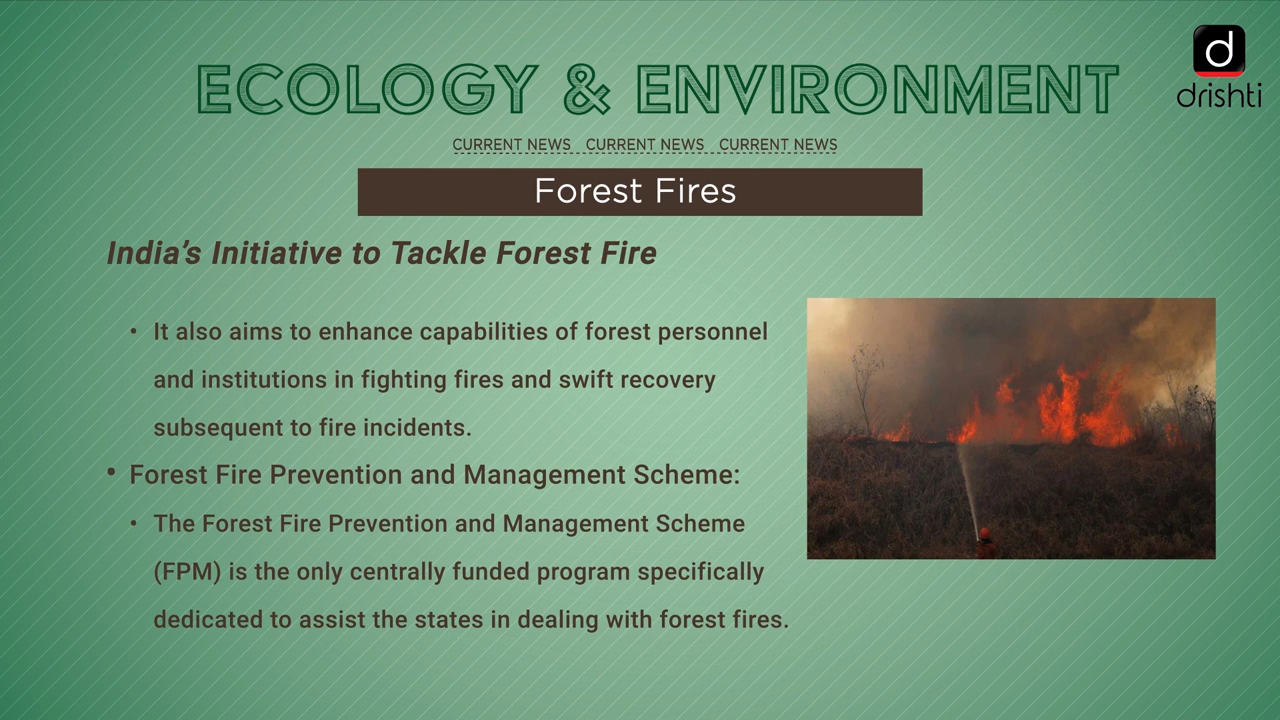 ECOLOGY & ENVIRONMENT
d
drishti
CURRENT NEWS CURRENT NEWS CURRENT NEWS
Forest Fires
India’s Initiative to Tackle Forest Fire
• It also aims to enhance capabilities of forest personnel
and institutions in fighting fires and swift recovery
subsequent to fire incidents.
• Forest Fire Prevention and Management Scheme:
• The Forest Fire Prevention and Management Scheme
(FPM) is the only centrally funded program specifically
dedicated to assist the states in dealing with forest fires.